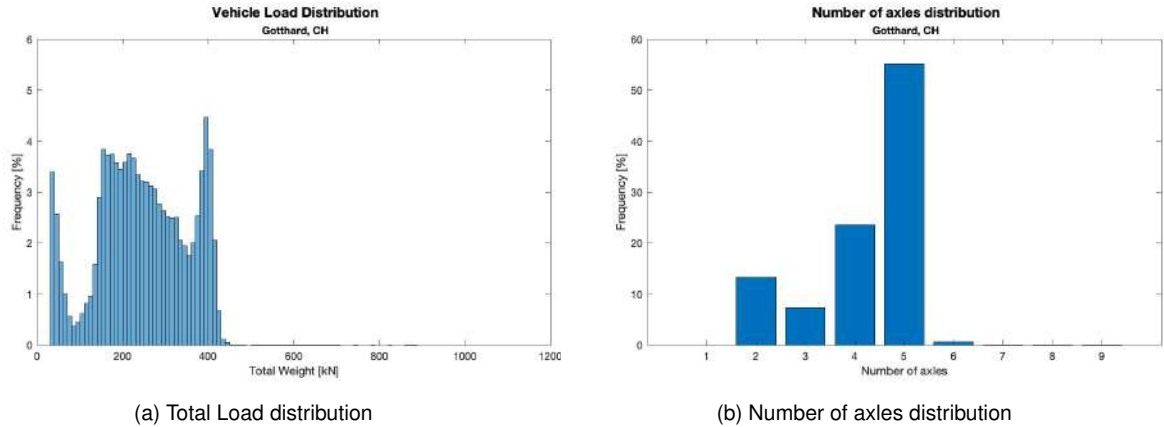 Vehicle Load Distribution
Gotthard, CH
Frequency [%]
6
5
4
3
2
1
0
0 200 400 600 800 1000 1200
Total Weight [kN]
(a) Total Load distribution
Number of axles distribution
Gotthard, CH
Frequency [%]
60
50
40
30
20
10
0
1 2 3 4 5 6 7 8 9
Number of axles
(b) Number of axles distribution